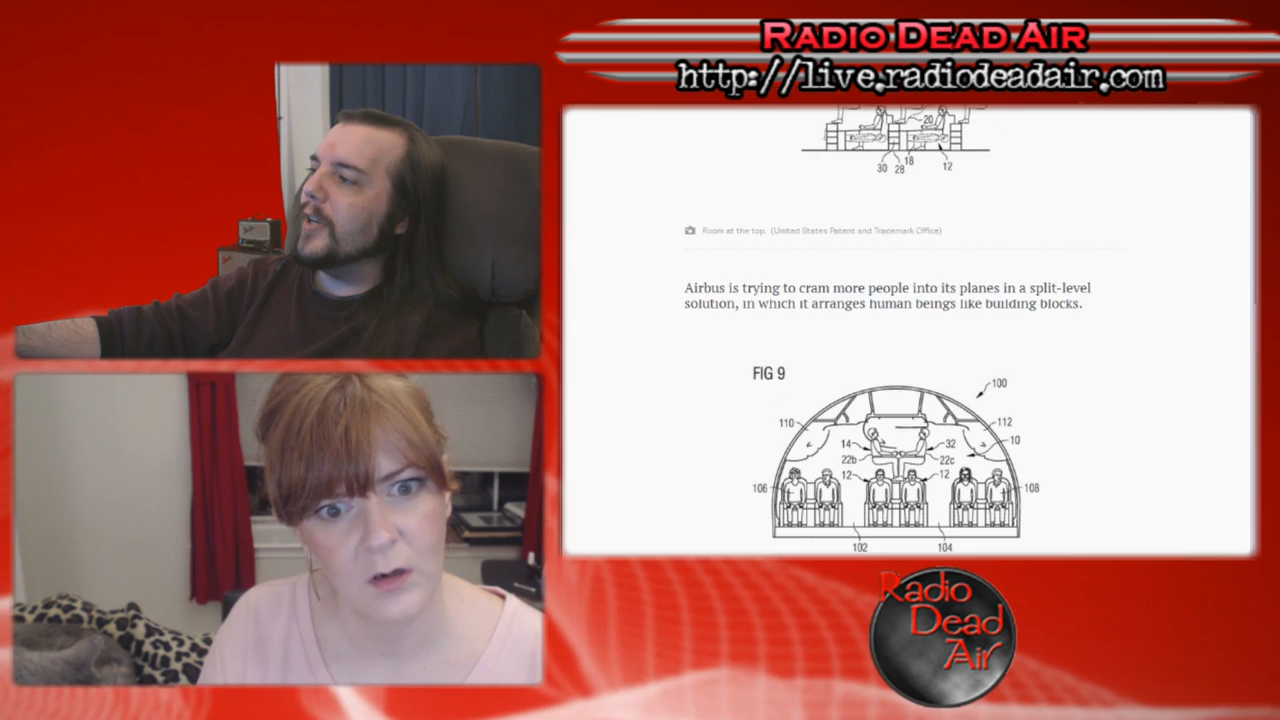 RADIO DEAD AIR
http://live.radiodeadair.com
20
30 28 18 12
Room at the top. (United States Patent and Trademark Office)
Airbus is trying to cram more people into its planes in a split-level
solution, in which it arranges human beings like building blocks.
FIG 9
100
110 112
14 32 10
22b 22c
12 12
106 108
102 104
Radio
Dead
Air